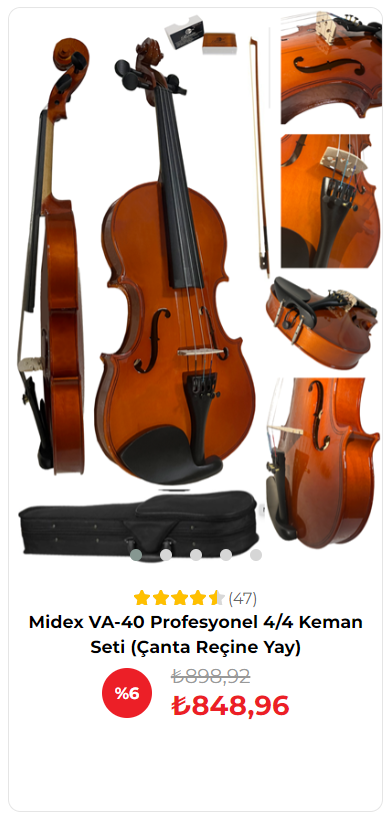 (47)
Midex VA-40 Profesyonel 4/4 Keman
Seti (Çanta Reçine Yay)
%6
₺898,92
₺848,96